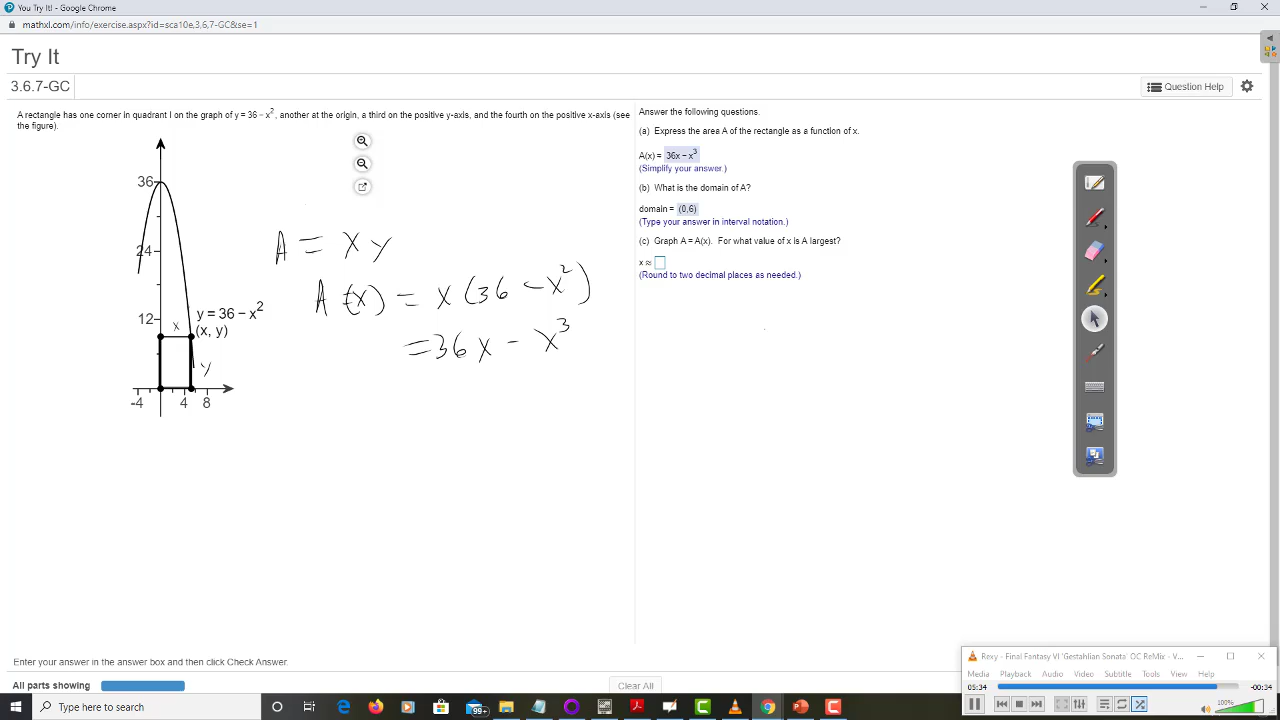 You Try It! - Google Chrome
mathxl.com/info/exercise.aspx?id=sca10e,3,6,7-GC&se=1
Try It
3.6.7-GC
Question Help
A rectangle has one corner in quadrant I on the graph of y = 36 − x², another at the origin, a third on the positive y-axis, and the fourth on the positive x-axis (see
the figure).
36
24
12
y = 36 − x²
(x, y)
x
y
-4
4
8
A = x y
A(x) = x(36 − x²)
= 36x − x³
Answer the following questions.
(a) Express the area A of the rectangle as a function of x.
A(x) = 36x − x³
(Simplify your answer.)
(b) What is the domain of A?
domain = (0,6)
(Type your answer in interval notation.)
(c) Graph A = A(x). For what value of x is A largest?
x ≈
(Round to two decimal places as needed.)
Enter your answer in the answer box and then click Check Answer.
All parts showing
Clear All
Rexy - Final Fantasy VI 'Gestahlian Sonata' OC ReMix - V...
Media Playback Audio Video Subtitle Tools View Help
05:34
-00:34
100%
Type here to search
99+